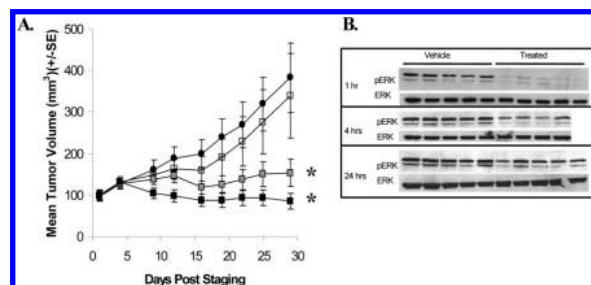 A.
Mean Tumor Volume (mm³)(+/-SE)
500
400
300
200
100
0
0 5 10 15 20 25 30
Days Post Staging
*
*
B.
Vehicle Treated
1 hr
pERK
ERK
4 hrs
pERK
ERK
24 hrs
pERK
ERK